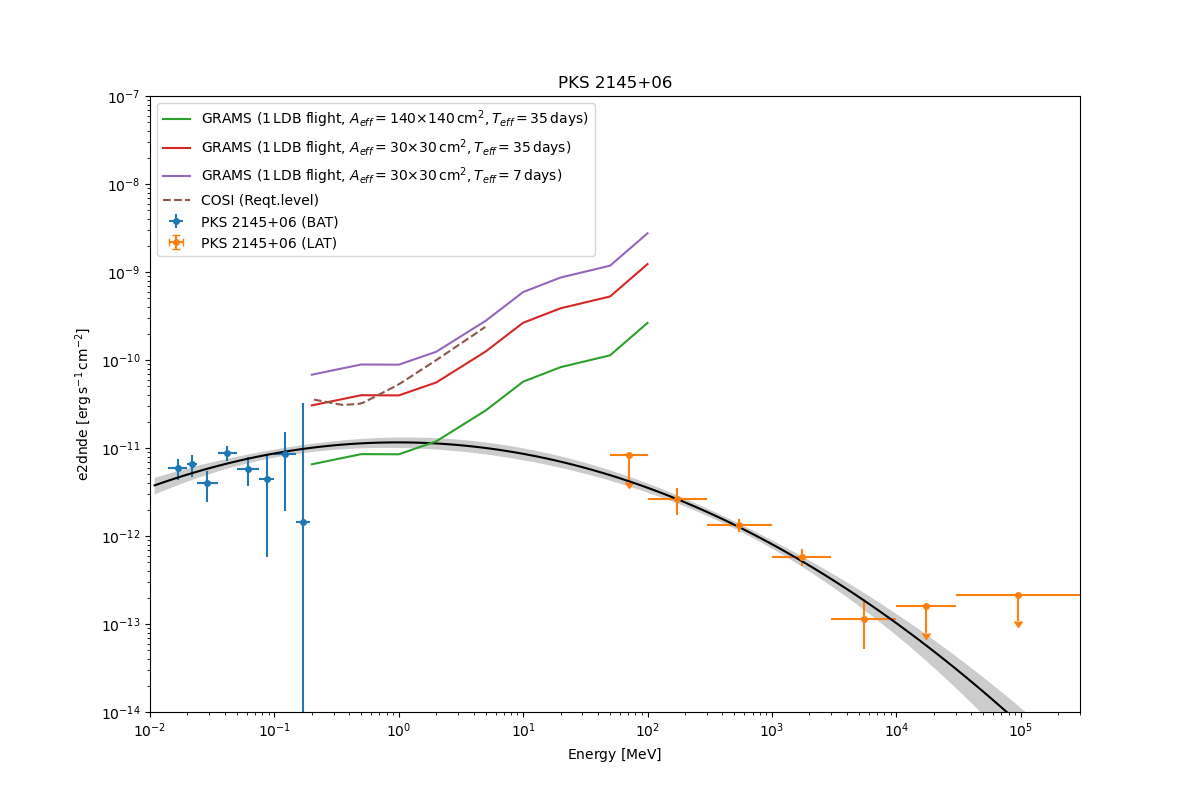 PKS 2145+06
10⁻⁷
10⁻⁸
10⁻⁹
10⁻¹⁰
10⁻¹¹
10⁻¹²
10⁻¹³
10⁻¹⁴
e2dnde [erg s⁻¹ cm⁻²]
GRAMS (1 LDB flight, A_eff = 140×140 cm², T_eff = 35 days)
GRAMS (1 LDB flight, A_eff = 30×30 cm², T_eff = 35 days)
GRAMS (1 LDB flight, A_eff = 30×30 cm², T_eff = 7 days)
COSI (Reqt.level)
PKS 2145+06 (BAT)
PKS 2145+06 (LAT)
10⁻² 10⁻¹ 10⁰ 10¹ 10² 10³ 10⁴ 10⁵
Energy [MeV]